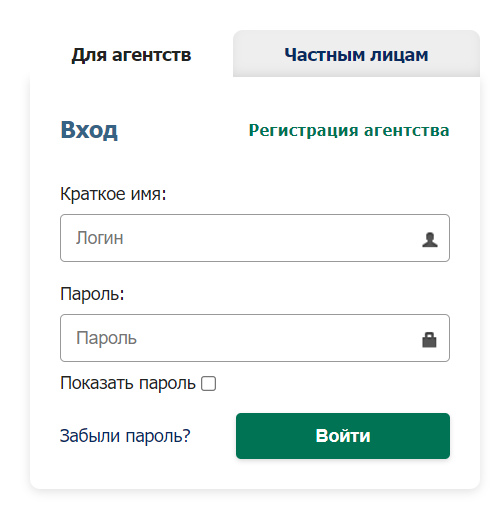 Для агентств
Частным лицам
Вход
Регистрация агентства
Краткое имя:
Логин
Пароль:
Пароль
Показать пароль
Забыли пароль?
Войти